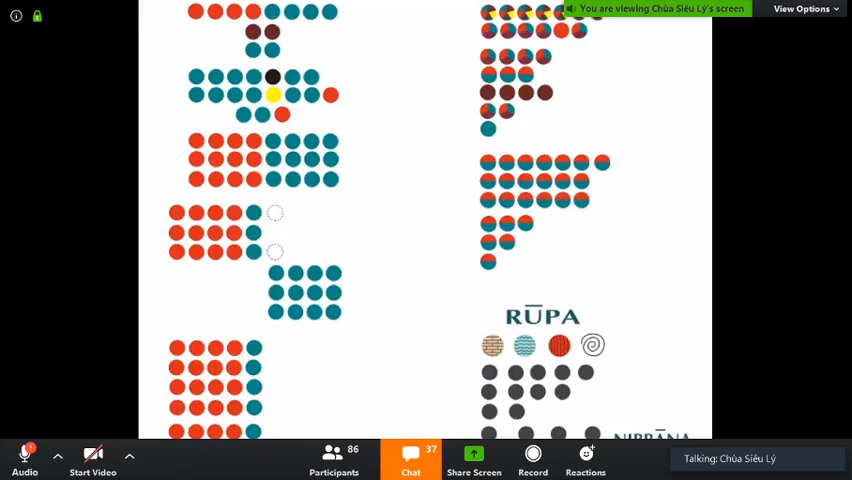 You are viewing Chùa Siêu Lý's screen
View Options
RŪPA
NIBBĀNA
Audio
Start Video
86
Participants
37
Chat
Share Screen
Record
Reactions
Talking: Chùa Siêu Lý